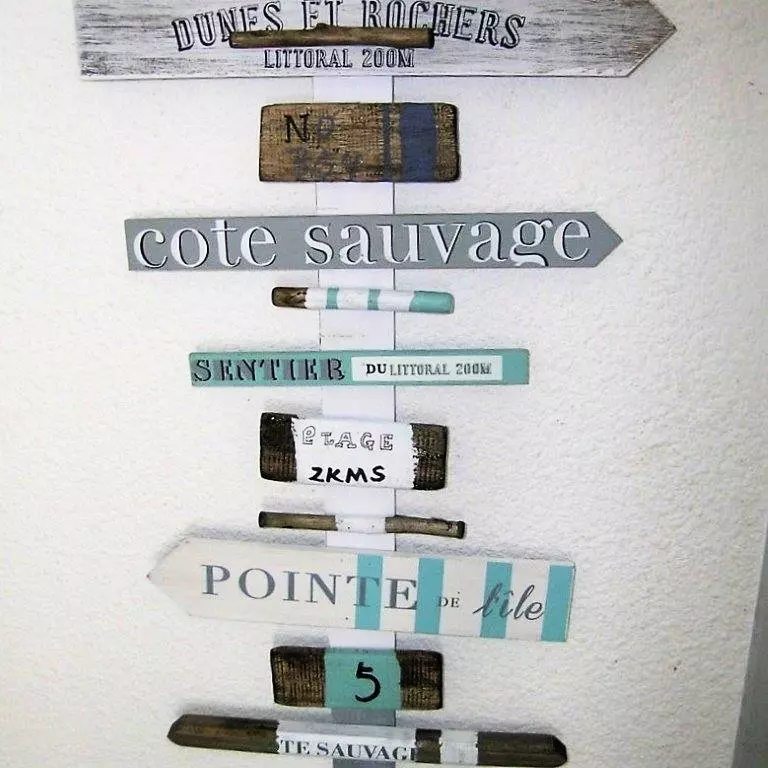 DUNES ET ROCHERS
LITTORAL 200M
No
cote sauvage
SENTIER DU LITTORAL 200M
PLAGE
2KMS
POINTE DE l'île
5
TE SAUVAGE